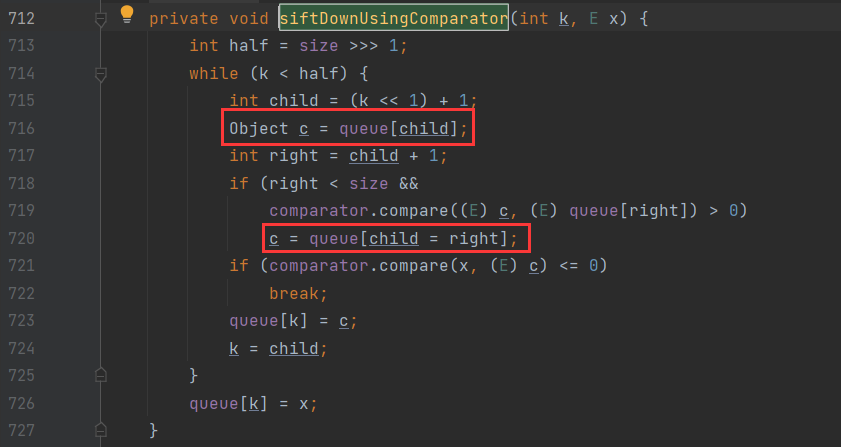 712 private void siftDownUsingComparator(int k, E x) {
713 int half = size >>> 1;
714 while (k < half) {
715 int child = (k << 1) + 1;
716 Object c = queue[child];
717 int right = child + 1;
718 if (right < size &&
719 comparator.compare((E) c, (E) queue[right]) > 0)
720 c = queue[child = right];
721 if (comparator.compare(x, (E) c) <= 0)
722 break;
723 queue[k] = c;
724 k = child;
725 }
726 queue[k] = x;
727 }